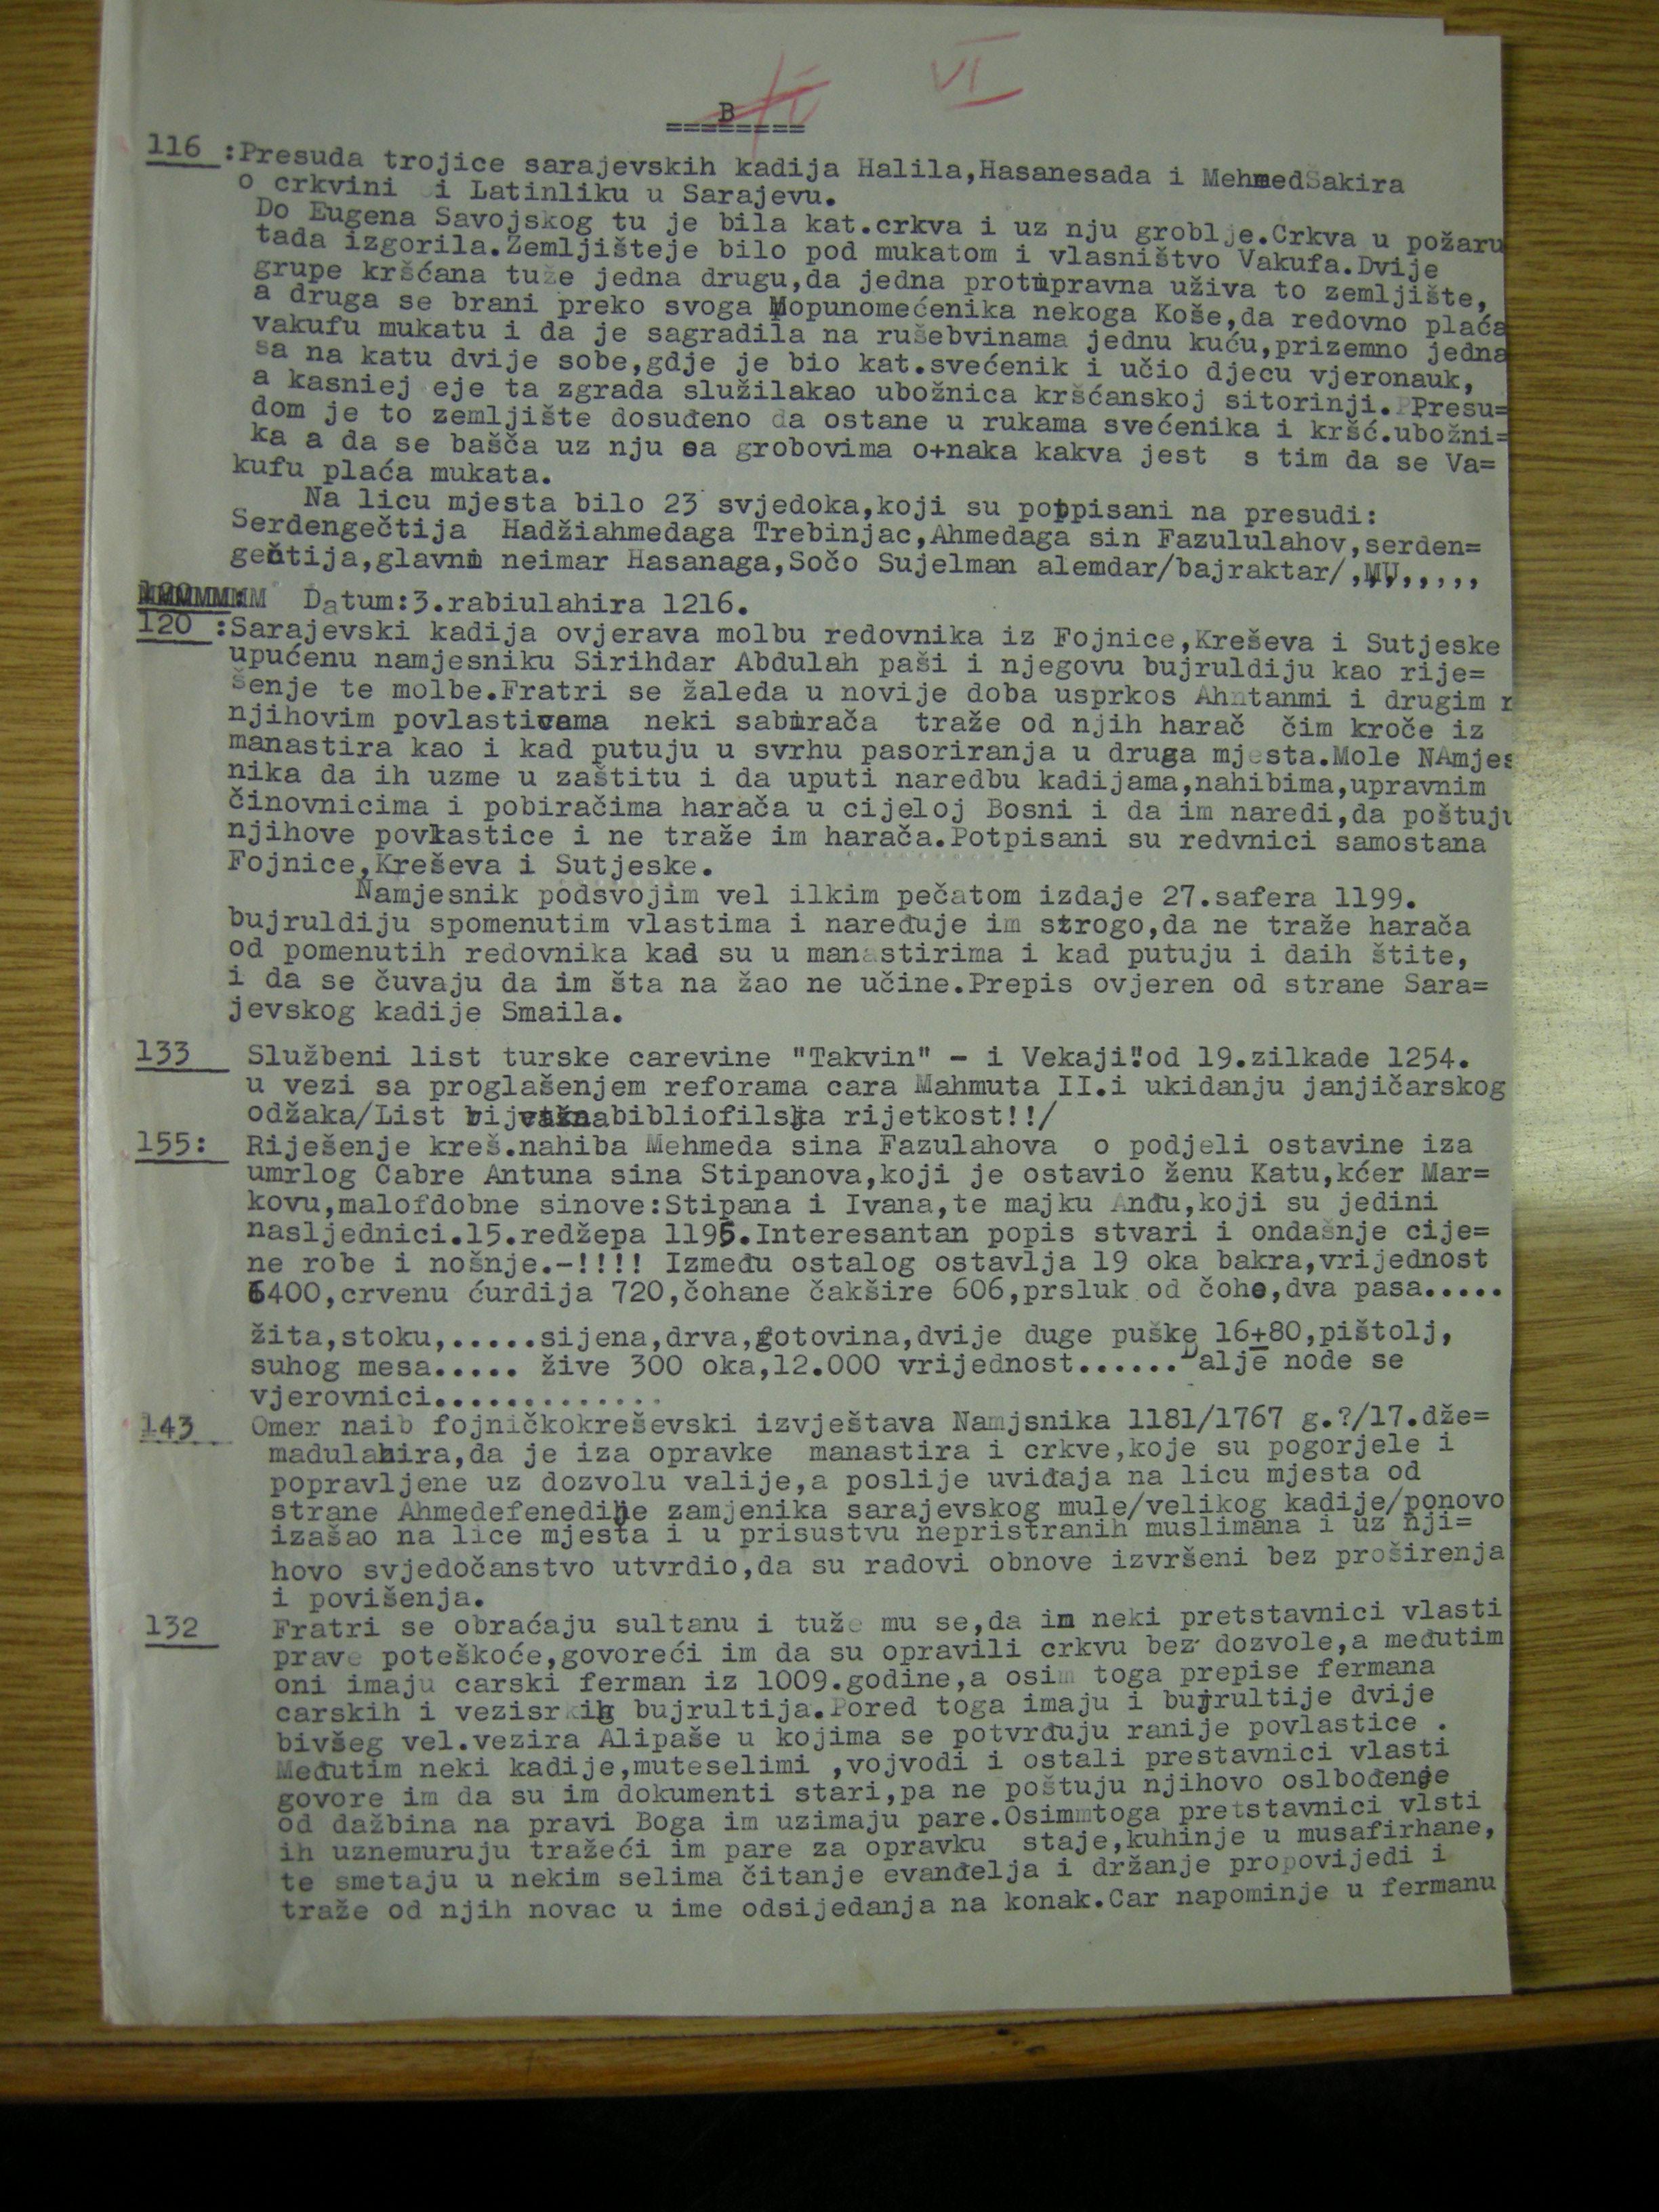 VI
B
========
116 :Presuda trojice sarajevskih kadija Halila,Hasanesada i MehmedŠakira
o crkvini i Latinliku u Sarajevu.
Do Eugena Savojskog tu je bila kat.crkva i uz nju groblje.Crkva u požaru
tada izgorila.Zemljišteje bilo pod mukatom i vlasništvo Vakufa.Dvije
grupe kršćana tuže jedna drugu,da jedna protupravna uživa to zemljište,
a druga se brani preko svoga opunomećenika nekoga Koše,da redovno plaća
vakufu mukatu i da je sagradila na rušebvinama jednu kuću,prizemno jedna
sa na katu dvije sobe,gdje je bio kat.svećenik i učio djecu vjeronauk,
a kasniej eje ta zgrada služilakao ubožnica kršćanskoj sitorinji. Presu=
dom je to zemljište dosuđeno da ostane u rukama svećenika i kršć.ubožni=
ka a da se bašča uz nju sa grobovima o+naka kakva jest s tim da se Va=
kufu plaća mukata.
Na licu mjesta bilo 23 svjedoka,koji su potpisani na presudi:
Serdengečtija Hadžiahmedaga Trebinjac,Ahmedaga sin Fazululahov,serden=
gečtija,glavni neimar Hasanaga,Sočo Sujelman alemdar/bajraktar/,,,,,,,
Datum:3.rabiulahira 1216.
120 :Sarajevski kadija ovjerava molbu redovnika iz Fojnice,Kreševa i Sutjeske
upućenu namjesniku Sirihdar Abdulah paši i njegovu bujruldiju kao rije=
šenje te molbe.Fratri se žaleda u novije doba usprkos Ahntanmi i drugim
njihovim povlasticama neki sabirača traže od njih harač čim kroče iz
manastira kao i kad putuju u svrhu pasoriranja u druga mjesta.Mole NAmjes
nika da ih uzme u zaštitu i da uputi naredbu kadijama,nahibima,upravnim
činovnicima i pobiračima harača u cijeloj Bosni i da im naredi,da poštuju
njihove povlastice i ne traže im harača.Potpisani su redvnici samostana
Fojnice,Kreševa i Sutjeske.
Namjesnik podsvojim vel ilkim pečatom izdaje 27.safera 1199.
bujruldiju spomenutim vlastima i naređuje im strogo,da ne traže harača
od pomenutih redovnika kad su u manastirima i kad putuju i daih štite,
i da se čuvaju da im šta na žao ne učine.Prepis ovjeren od strane Sara=
jevskog kadije Smaila.
133 Službeni list turske carevine "Takvin" - i Vekaji"od 19.zilkade 1254.
u vezi sa proglašenjem reforama cara Mahmuta II.i ukidanju janjičarskog
odžaka/List bibliofilska rijetkost!!/
155: Riješenje kreš.nahiba Mehmeda sina Fazulahova o podjeli ostavine iza
umrlog Cabre Antuna sina Stipanova,koji je ostavio ženu Katu,kćer Mar=
kovu,malofdobne sinove:Stipana i Ivana,te majku Anđu,koji su jedini
nasljednici.15.redžepa 1195.Interesantan popis stvari i ondašnje cije=
ne robe i nošnje.-!!!! Između ostalog ostavlja 19 oka bakra,vrijednost
6400,crvenu ćurdija 720,čohane čakšire 606,prsluk od čohe,dva pasa.....
žita,stoku,......sijena,drva,gotovina,dvije duge puške 16+80,pištolj,
suhog mesa..... žive 300 oka,12.000 vrijednost......Dalje node se
vjerovnici..............
143 Omer naib fojničkokreševski izvještava Namjsnika 1181/1767 g.?/17.dže=
madulahira,da je iza opravke manastira i crkve,koje su pogorjele i
popravljene uz dozvolu valije,a poslije uviđaja na licu mjesta od
strane Ahmedefenedije zamjenika sarajevskog mule/velikog kadije/ponovo
izašao na lice mjesta i u prisustvu nepristranih muslimana i uz nji=
hovo svjedočanstvo utvrdio,da su radovi obnove izvršeni bez proširenja
i povišenja.
132 Fratri se obraćaju sultanu i tuže mu se,da im neki pretstavnici vlasti
prave poteškoće,govoreći im da su opravili crkvu bez dozvole,a međutim
oni imaju carski ferman iz 1009.godine,a osim toga prepise fermana
carskih i vezisrkih bujrultija.Pored toga imaju i bujrultije dvije
bivšeg vel.vezira Alipaše u kojima se potvrđuju ranije povlastice .
Međutim neki kadije,muteselimi ,vojvodi i ostali prestavnici vlasti
govore im da su im dokumenti stari,pa ne poštuju njihovo oslbođenje
od dažbina na pravi Boga im uzimaju pare.Osimmtoga pretstavnici vlsti
ih uznemuruju tražeći im pare za opravku staje,kuhinje u musafirhane,
te smetaju u nekim selima čitanje evanđelja i držanje propovijedi i
traže od njih novac u ime odsijedanja na konak.Car napominje u fermanu